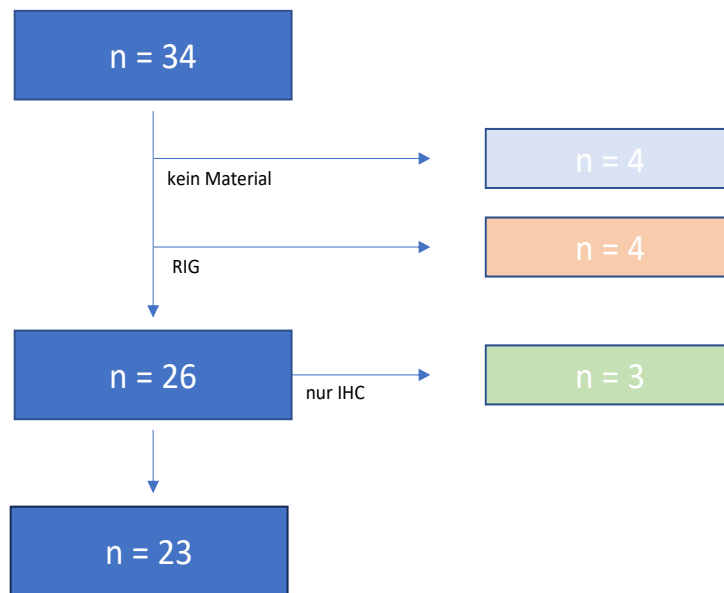 n = 34
n = 4
kein Material
n = 4
RIG
n = 26
n = 3
nur IHC
n = 23